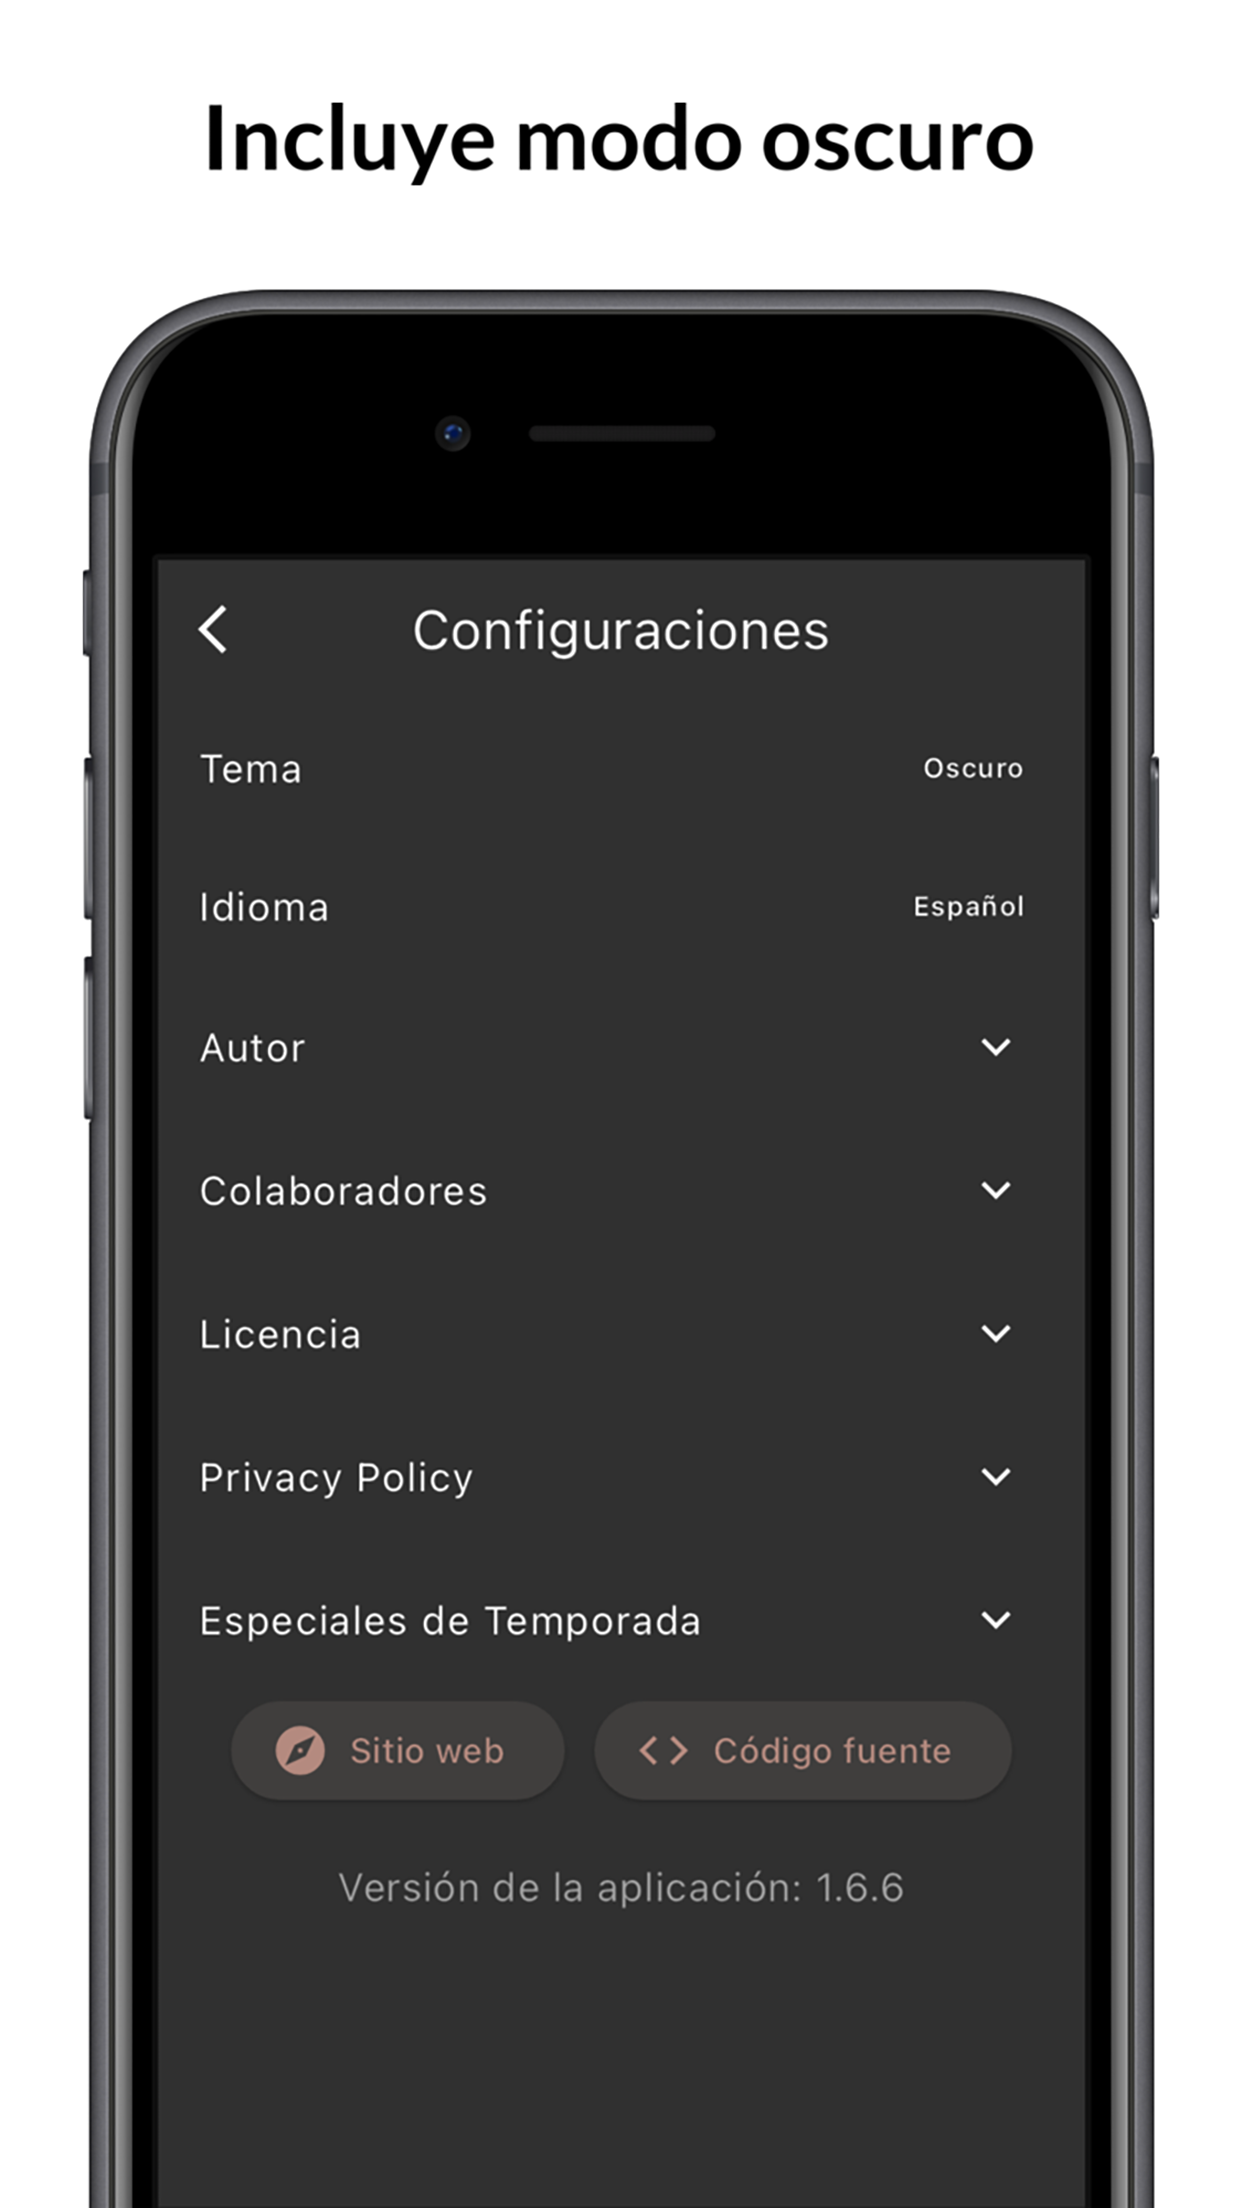 Incluye modo oscuro
Configuraciones
Tema Oscuro
Idioma Español
Autor
Colaboradores
Licencia
Privacy Policy
Especiales de Temporada
Sitio web Código fuente
Versión de la aplicación: 1.6.6